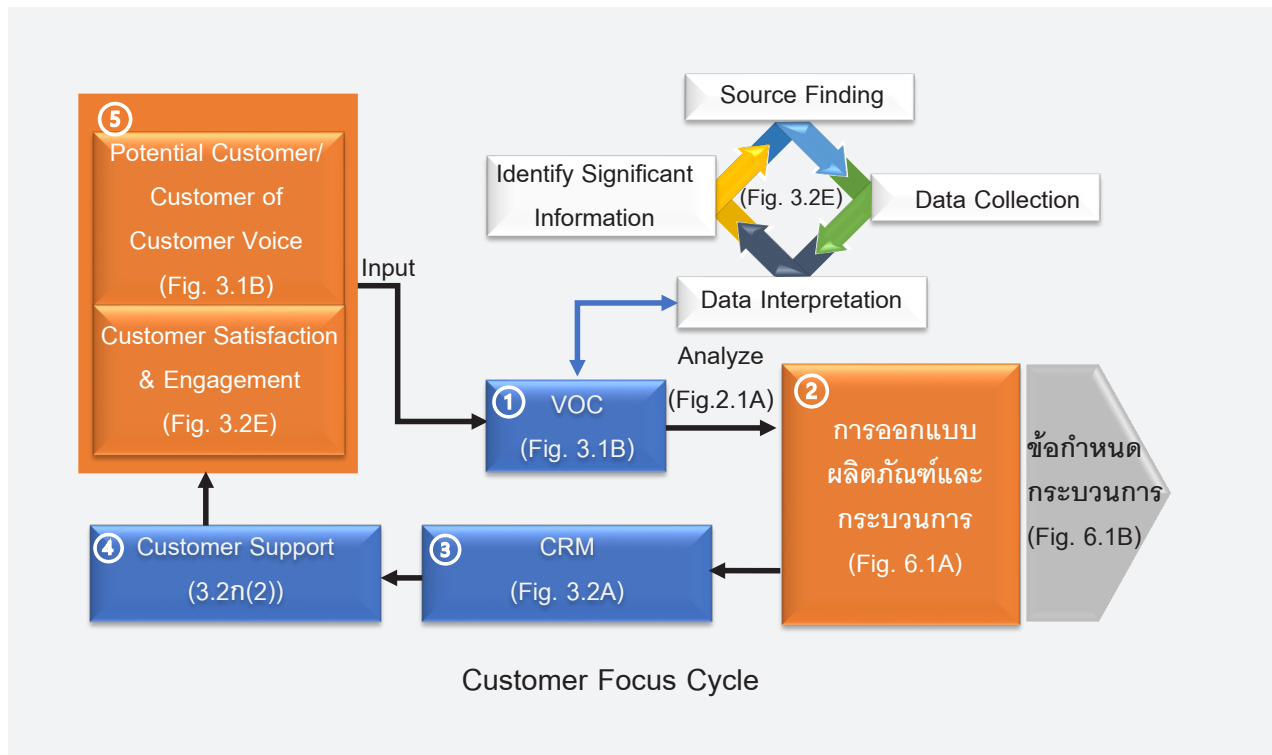 ⑤
Potential Customer/
Customer of
Customer Voice
(Fig. 3.1B)
Customer Satisfaction
& Engagement
(Fig. 3.2E)
Input
Source Finding
Identify Significant
Information
(Fig. 3.2E)
Data Collection
Data Interpretation
① VOC
(Fig. 3.1B)
Analyze
(Fig.2.1A)
②
การออกแบบ
ผลิตภัณฑ์และ
กระบวนการ
(Fig. 6.1A)
ข้อกำหนด
กระบวนการ
(Fig. 6.1B)
③ CRM
(Fig. 3.2A)
④ Customer Support
(3.2ก(2))
Customer Focus Cycle